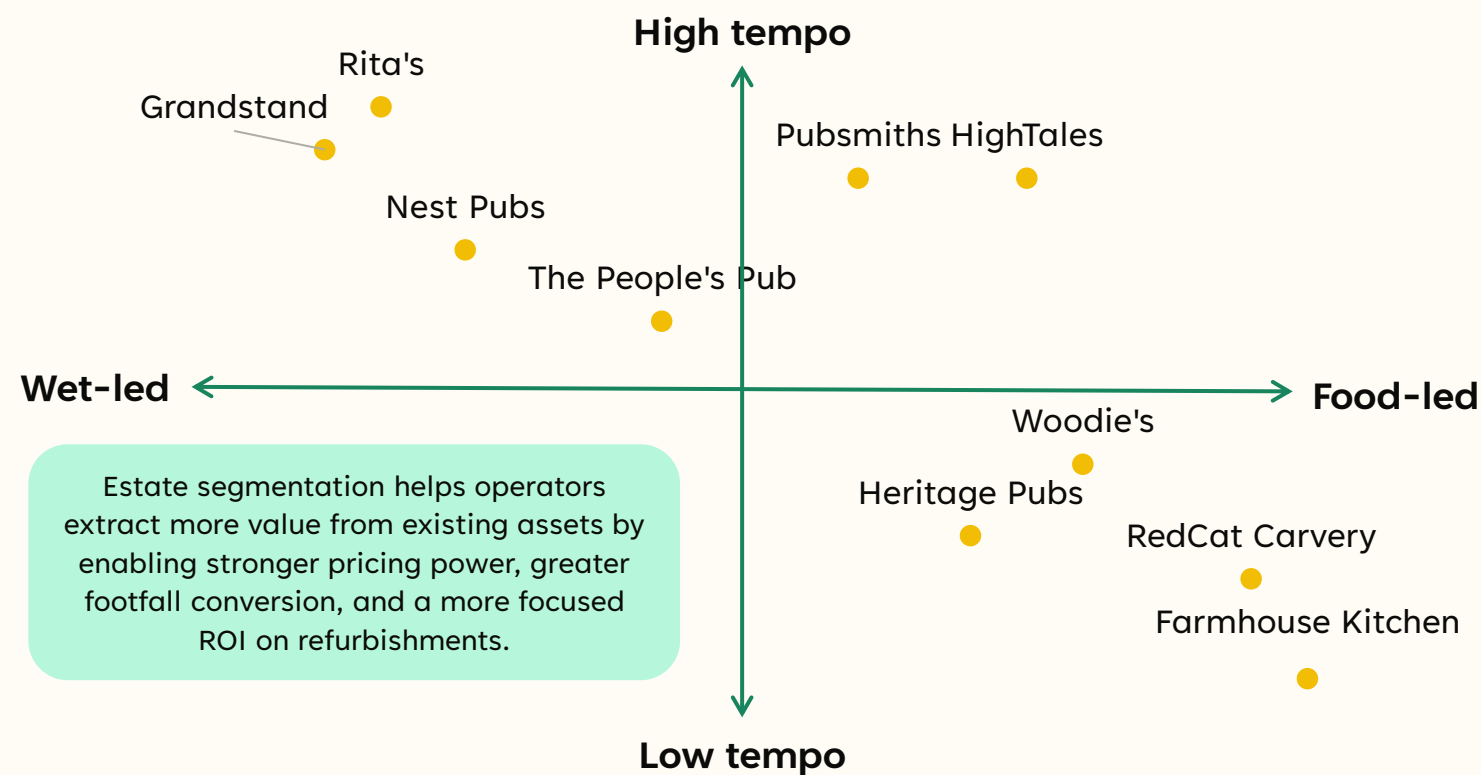 High tempo
Rita's
Grandstand
Pubsmiths HighTales
Nest Pubs
The People's Pub
Wet-led
Food-led
Woodie's
Heritage Pubs
RedCat Carvery
Farmhouse Kitchen
Estate segmentation helps operators
extract more value from existing assets by
enabling stronger pricing power, greater
footfall conversion, and a more focused
ROI on refurbishments.
Low tempo